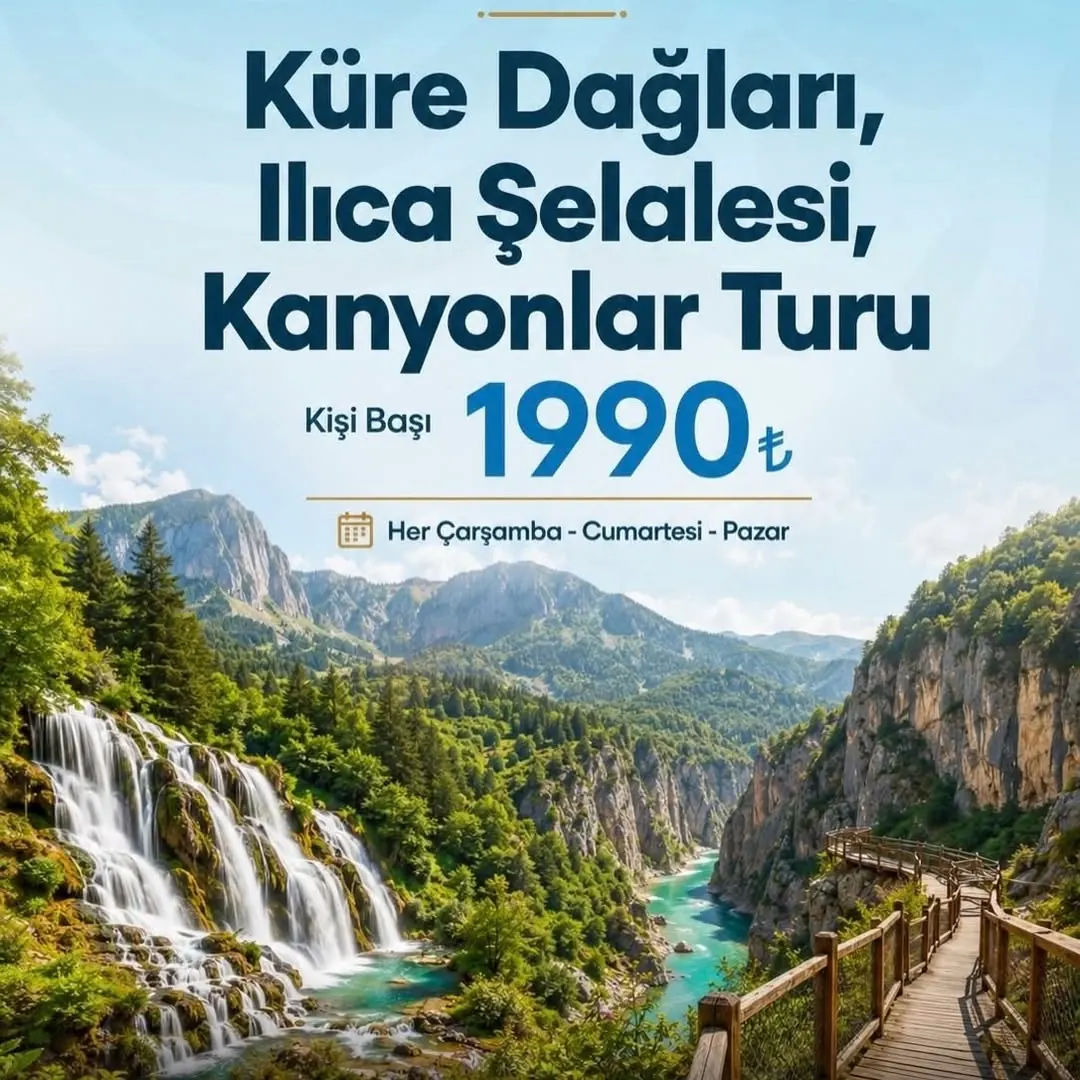 Küre Dağları,
Ilıca Şelalesi,
Kanyonlar Turu
Kişi Başı 1990₺
Her Çarşamba - Cumartesi - Pazar